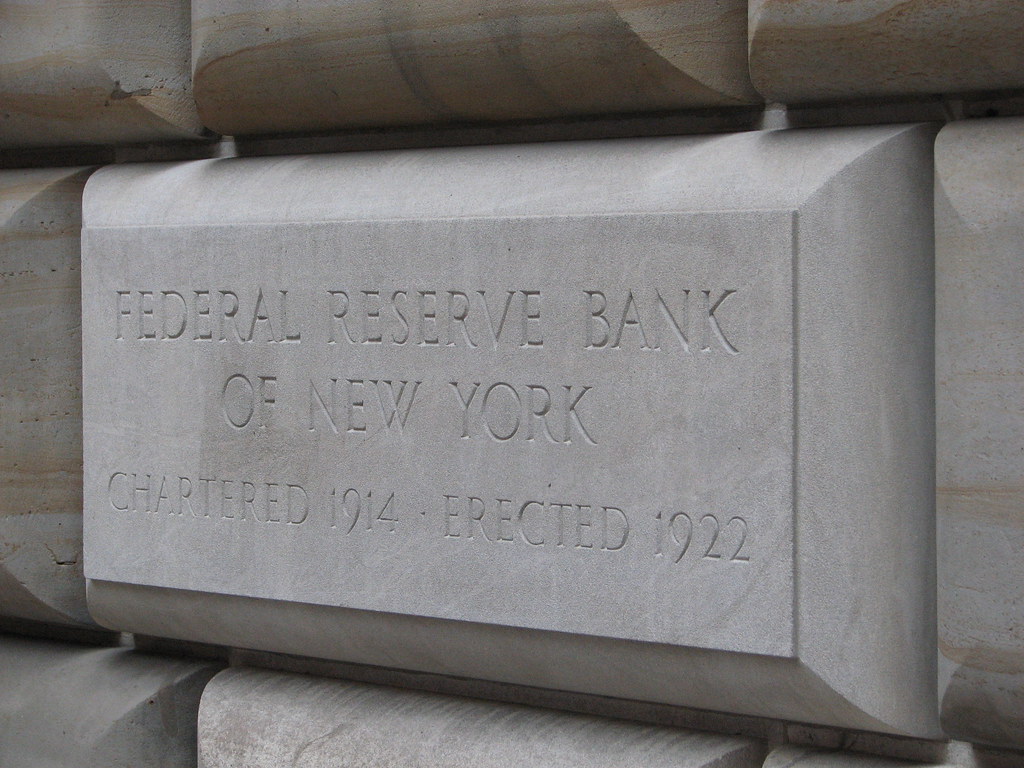 FEDERAL RESERVE BANK
OF NEW YORK
CHARTERED 1914 · ERECTED 1922